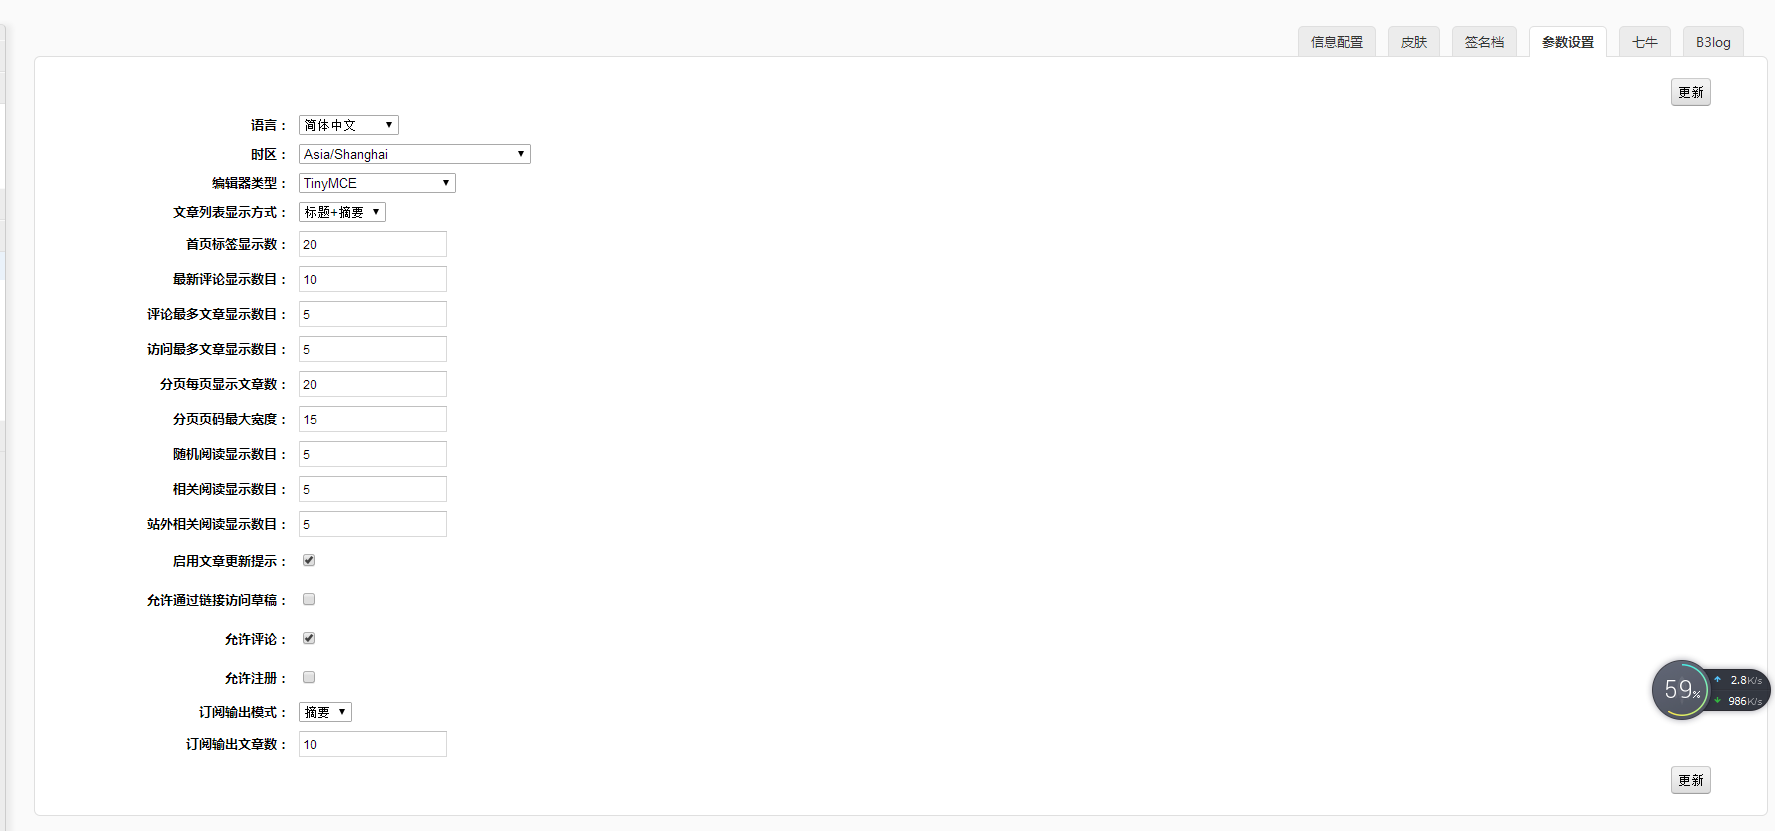 信息配置 皮肤 签名档 参数设置 七牛 B3log
更新
语言： 简体中文
时区： Asia/Shanghai
编辑器类型： TinyMCE
文章列表显示方式： 标题+摘要
首页标签显示数： 20
最新评论显示数目： 10
评论最多文章显示数目： 5
访问最多文章显示数目： 5
分页每页显示文章数： 20
分页页码最大宽度： 15
随机阅读显示数目： 5
相关阅读显示数目： 5
站外相关阅读显示数目： 5
启用文章更新提示：
允许通过链接访问草稿：
允许评论：
允许注册：
59% 2.8K/s
986K/s
订阅输出模式： 摘要
订阅输出文章数： 10
更新